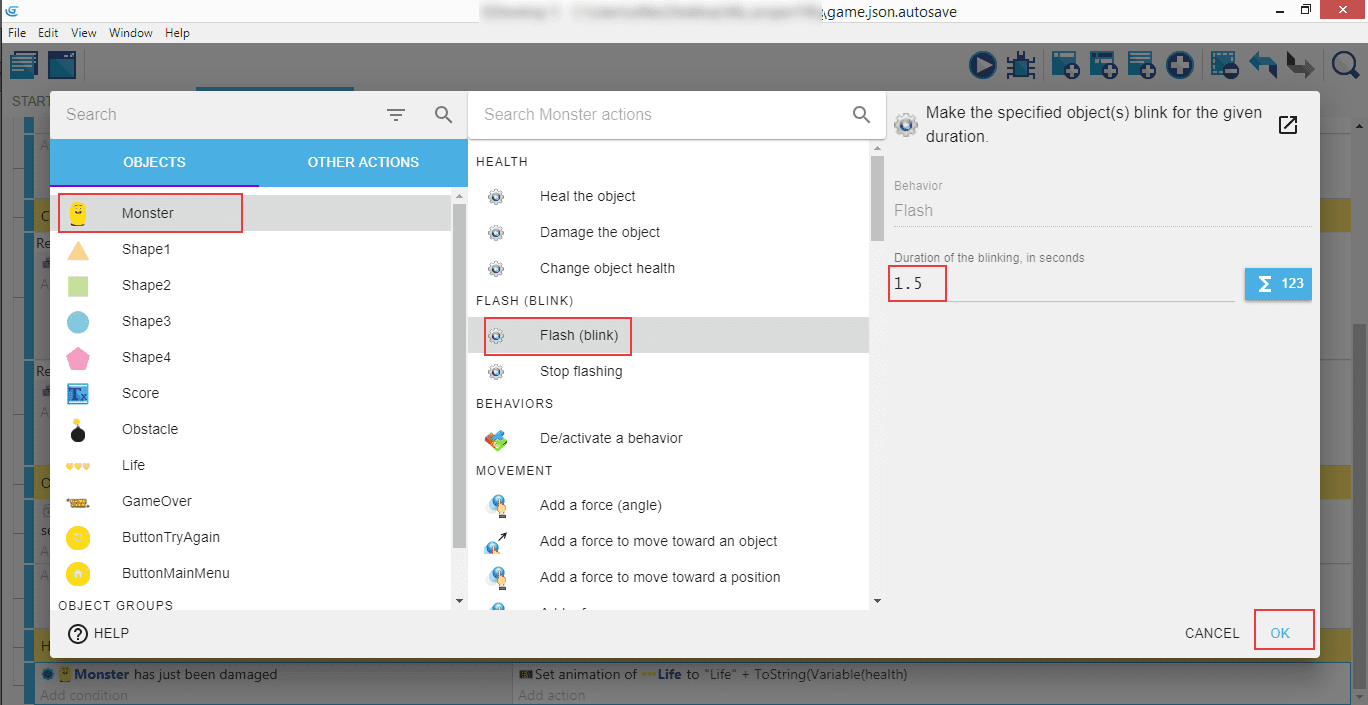 \game.json.autosave
File Edit View Window Help
START
Search
Search Monster actions
Make the specified object(s) blink for the given
duration.
OBJECTS
OTHER ACTIONS
Monster
Shape1
Shape2
Shape3
Shape4
Score
Obstacle
Life
GameOver
ButtonTryAgain
ButtonMainMenu
OBJECT GROUPS
HEALTH
Heal the object
Damage the object
Change object health
FLASH (BLINK)
Flash (blink)
Stop flashing
BEHAVIORS
De/activate a behavior
MOVEMENT
Add a force (angle)
Add a force to move toward an object
Add a force to move toward a position
Behavior
Flash
Duration of the blinking, in seconds
1.5
Σ 123
HELP
CANCEL
OK
Monster has just been damaged
Add condition
Set animation of Life to "Life" + ToString(Variable(health)
Add action